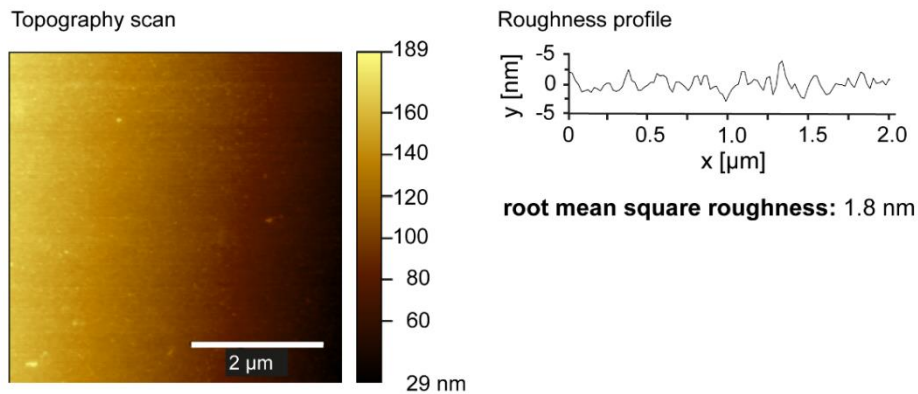 Topography scan
189
160
140
120
100
80
60
29 nm
2 µm
Roughness profile
y [nm]
-5
0
-5
0
0.5
1.0
1.5
2.0
x [µm]
root mean square roughness: 1.8 nm